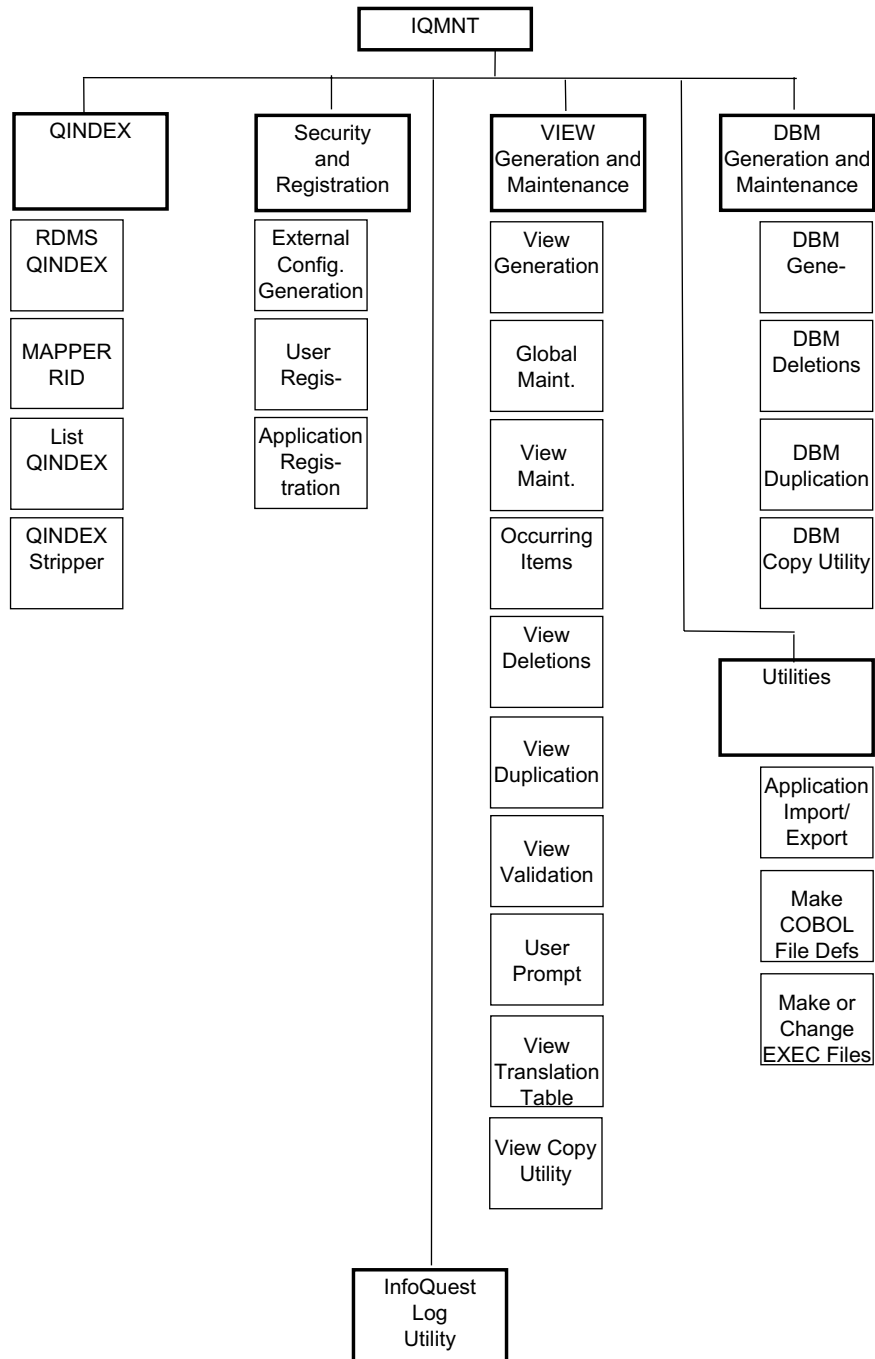 IQMNT
QINDEX
RDMS
QINDEX
MAPPER
RID
List
QINDEX
QINDEX
Stripper
Security
and
Registration
External
Config.
Generation
User
Regis-
Application
Regis-
tration
VIEW
Generation and
Maintenance
View
Generation
Global
Maint.
View
Maint.
Occurring
Items
View
Deletions
View
Duplication
View
Validation
User
Prompt
View
Translation
Table
View Copy
Utility
DBM
Generation and
Maintenance
DBM
Gene-
DBM
Deletions
DBM
Duplication
DBM
Copy Utility
Utilities
Application
Import/
Export
Make
COBOL
File Defs
Make or
Change
EXEC Files
InfoQuest
Log
Utility